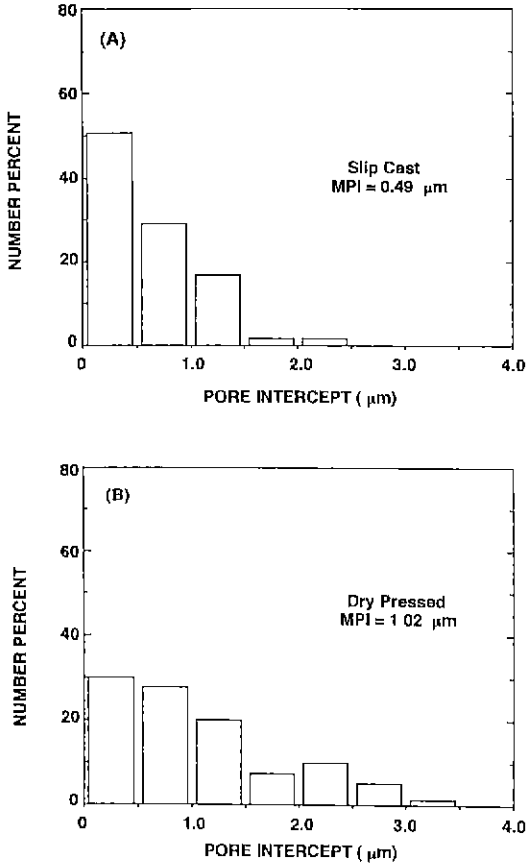 (A)
80
60
40
20
0
NUMBER PERCENT
Slip Cast
MPI = 0.49 μm
0 1.0 2.0 3.0 4.0
PORE INTERCEPT ( μm)
(B)
80
60
40
20
0
NUMBER PERCENT
Dry Pressed
MPI = 1 02 μm
0 1.0 2.0 3.0 4.0
PORE INTERCEPT ( μm)